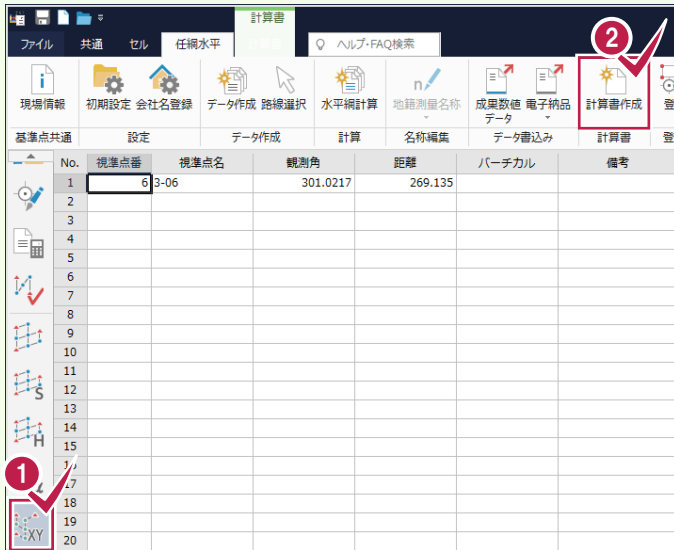 計算書
ファイル 共通 セル 任網水平 ヘルプ・FAQ検索
2
現場情報 初期設定 会社名登録 データ作成 路線選択 水平網計算 地籍測量名称 成果数値データ 電子納品 計算書作成 登
基準点共通 設定 データ作成 計算 名称編集 データ書込み 計算書 登
No. 視準点番 視準点名 観測角 距離 バーチカル 備考
1 6 3-06 301.0217 269.135
2
3
4
5
6
7
8
9
10
11
12
S
13
14
H
15
1
17
18
19
20
XY